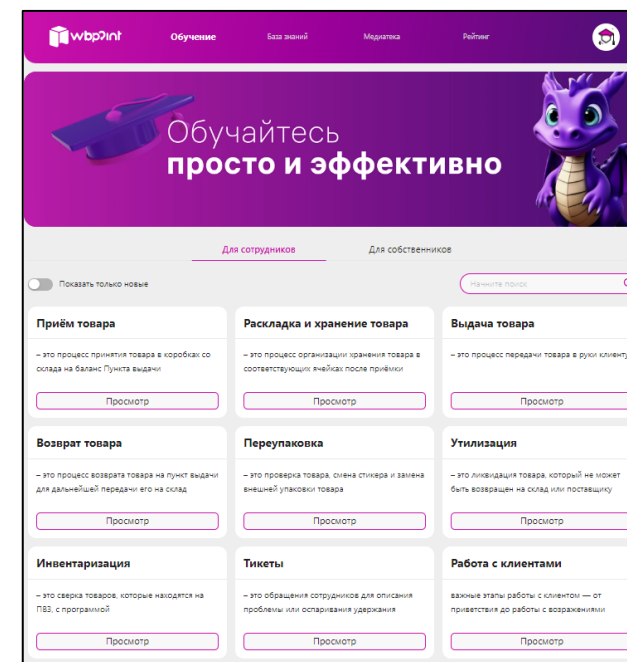 wbpoint
Обучение
База знаний
Медиатека
Рейтинг
Обучайтесь
просто и эффективно
Для сотрудников
Для собственников
Показать только новые
Начните поиск
Приём товара
– это процесс принятия товара в коробках со
склада на баланс Пункта выдачи
Просмотр
Раскладка и хранение товара
– это процесс организации хранения товара в
соответствующих ячейках после приёмки
Просмотр
Выдача товара
– это процесс передачи товара в руки клиенту
Просмотр
Возврат товара
– это процесс возврата товара на пункт выдачи
для дальнейшей передачи его на склад
Просмотр
Переупаковка
– это проверка товара, смена стикера и замена
внешней упаковки товара
Просмотр
Утилизация
– это ликвидация товара, который не может
быть возвращен на склад или поставщику
Просмотр
Инвентаризация
– это сверка товаров, которые находятся на
ПВЗ, с программой
Просмотр
Тикеты
– это обращения сотрудников для описания
проблемы или оспаривания удержания
Просмотр
Работа с клиентами
важные этапы работы с клиентом — от
приветствия до работы с возражениями
Просмотр